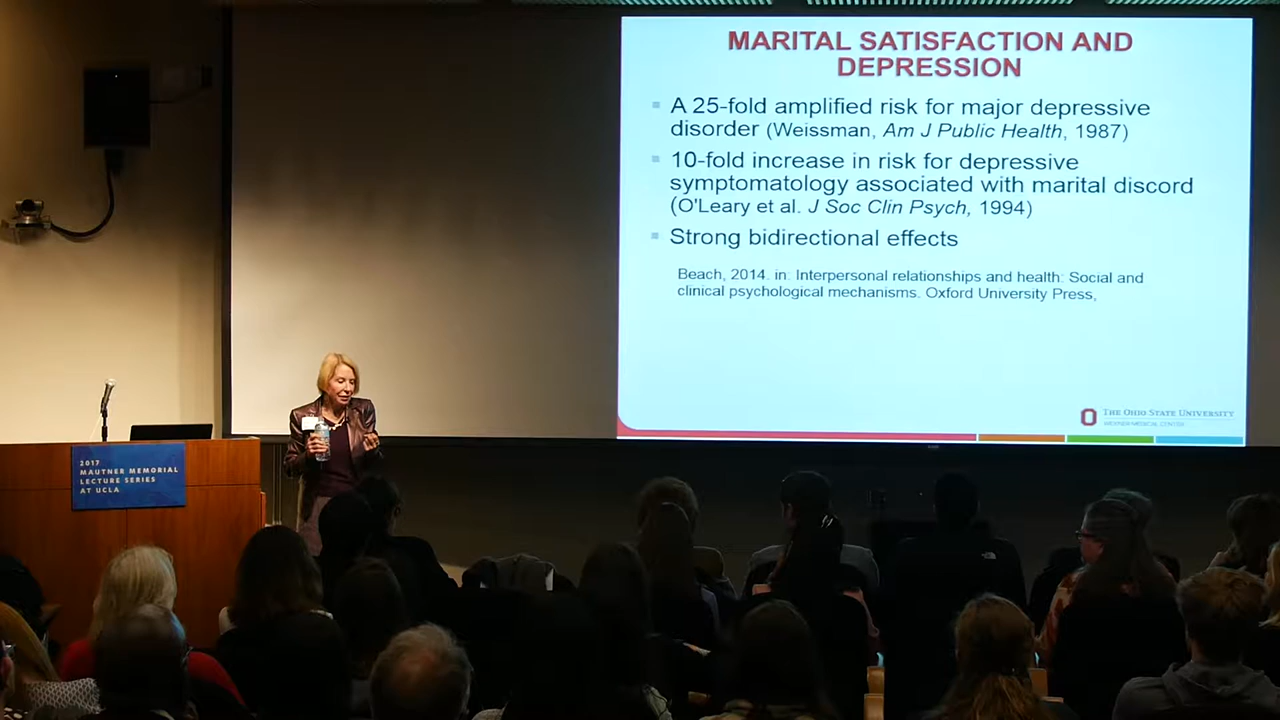 MARITAL SATISFACTION AND
DEPRESSION
A 25-fold amplified risk for major depressive
disorder (Weissman, Am J Public Health, 1987)
10-fold increase in risk for depressive
symptomatology associated with marital discord
(O'Leary et al. J Soc Clin Psych, 1994)
Strong bidirectional effects
Beach, 2014. in: Interpersonal relationships and health: Social and
clinical psychological mechanisms. Oxford University Press,
THE OHIO STATE UNIVERSITY
WEXNER MEDICAL CENTER
2017
MAUTNER MEMORIAL
LECTURE SERIES
AT UCLA